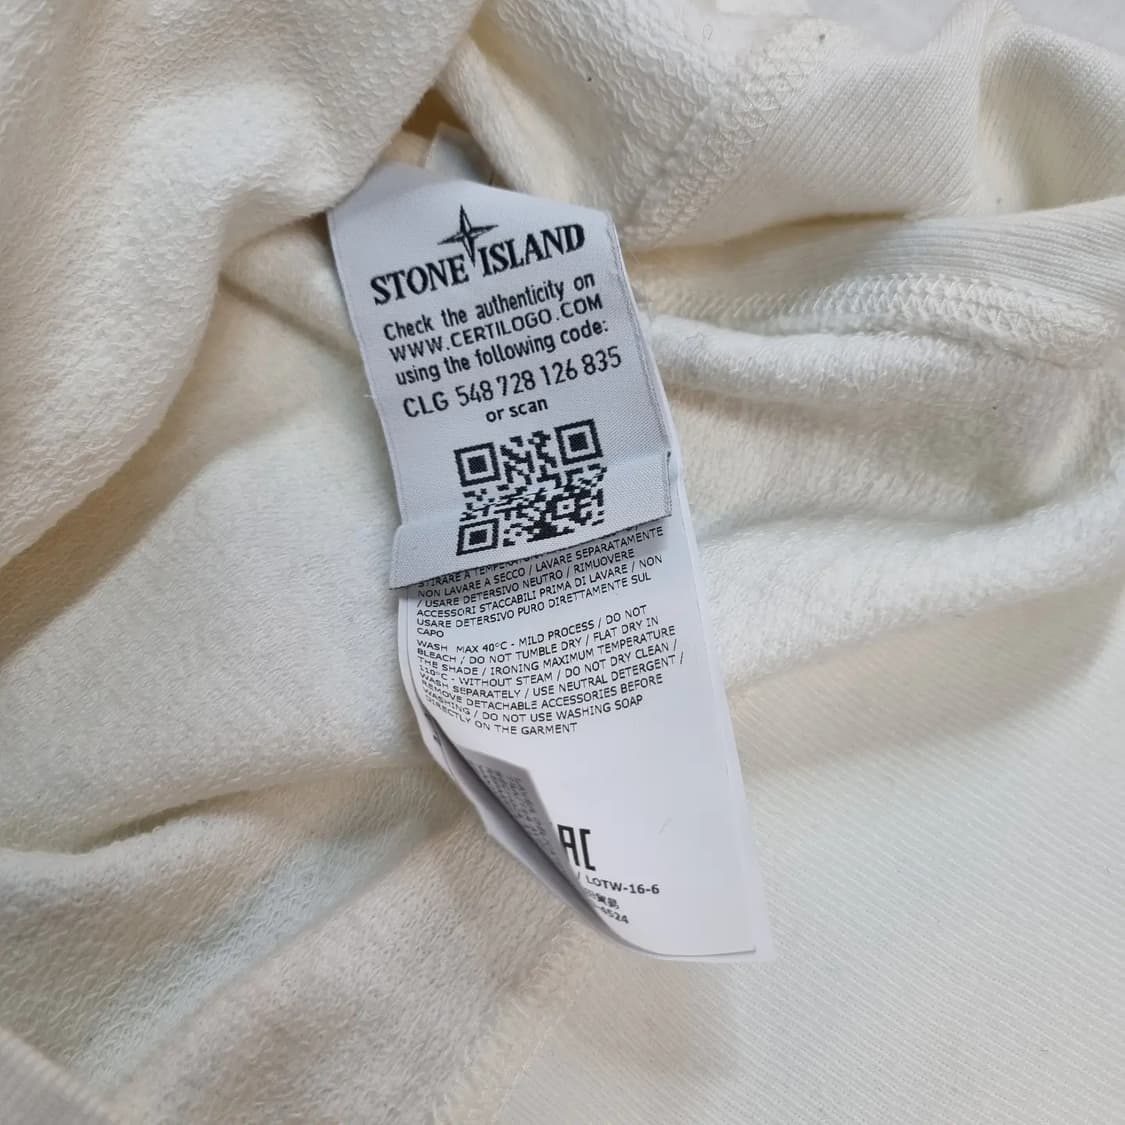 STONE ISLAND
Check the authenticity on
WWW.CERTILOGO.COM
using the following code:
CLG 548 728 126 835
or scan
STIRARE A
NON LAVARE A SECCO / LAVARE SEPARATAMENTE
/ USARE DETERSIVO NEUTRO / RIMUOVERE
ACCESSORI STACCABILI PRIMA DI LAVARE / NON
USARE DETERSIVO PURO DIRETTAMENTE SUL
CAPO
WASH MAX 40°C - MILD PROCESS / DO NOT
BLEACH / DO NOT TUMBLE DRY / FLAT DRY IN
THE SHADE / IRONING MAXIMUM TEMPERATURE
110°C - WITHOUT STEAM / DO NOT DRY CLEAN /
WASH SEPARATELY / USE NEUTRAL DETERGENT /
REMOVE DETACHABLE ACCESSORIES BEFORE
WASHING / DO NOT USE WASHING SOAP
DIRECTLY ON THE GARMENT
/ LOTW-16-6